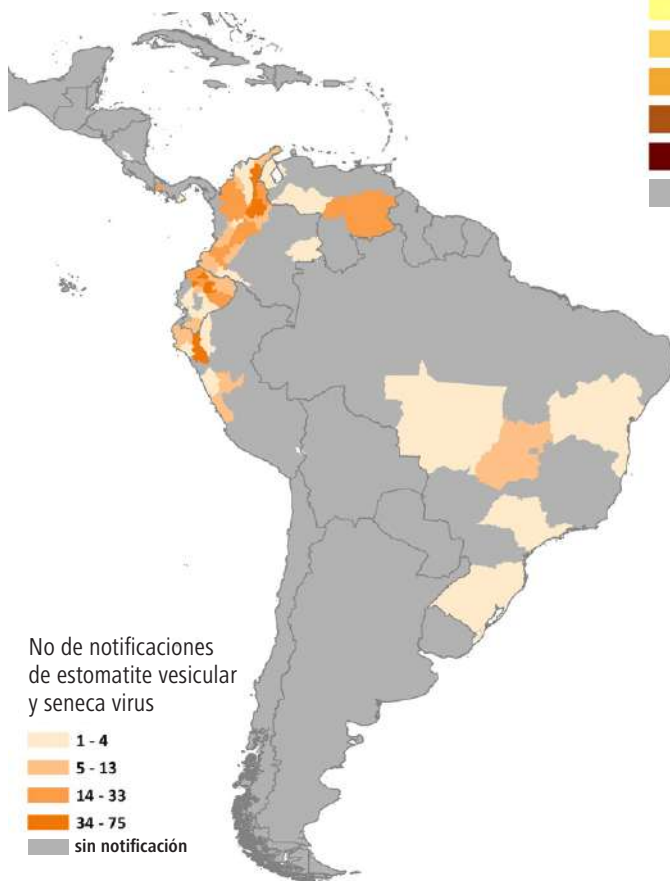 No de notificaciones
de estomatite vesicular
y seneca virus
1 - 4
5 - 13
14 - 33
34 - 75
sin notificación